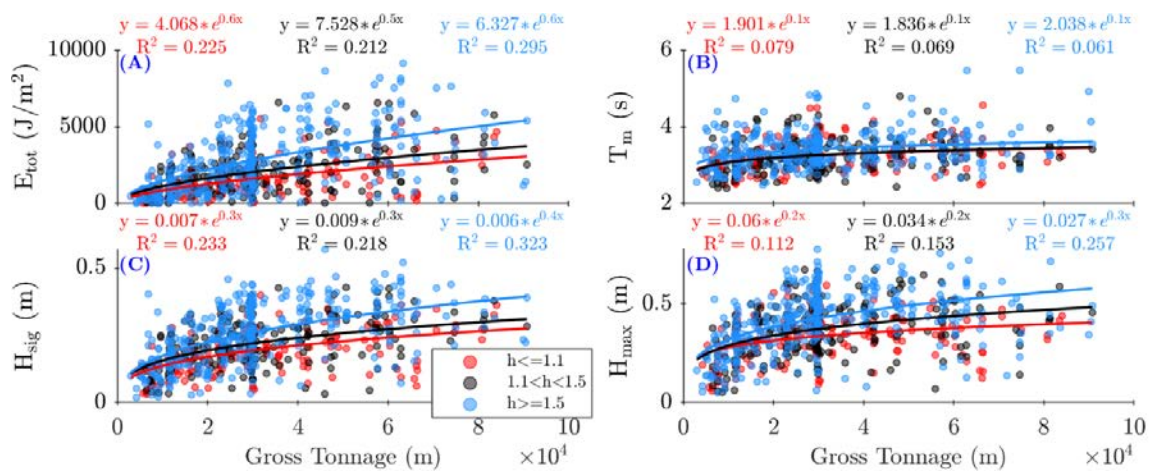 y = 4.068∗e^0.6x y = 7.528∗e^0.5x y = 6.327∗e^0.6x
R² = 0.225 R² = 0.212 R² = 0.295
(A)
10000
5000
0
E_tot (J/m²)
y = 1.901∗e^0.1x y = 1.836∗e^0.1x y = 2.038∗e^0.1x
R² = 0.079 R² = 0.069 R² = 0.061
(B)
6
4
2
T_m (s)
y = 0.007∗e^0.3x y = 0.009∗e^0.3x y = 0.006∗e^0.4x
R² = 0.233 R² = 0.218 R² = 0.323
(C)
0.5
0
H_sig (m)
h<=1.1
1.1<h<1.5
h>=1.5
0 2 4 6 8 10
Gross Tonnage (m) ×10^4
y = 0.06∗e^0.2x y = 0.034∗e^0.2x y = 0.027∗e^0.3x
R² = 0.112 R² = 0.153 R² = 0.257
(D)
0.5
0
H_max (m)
0 2 4 6 8 10
Gross Tonnage (m) ×10^4